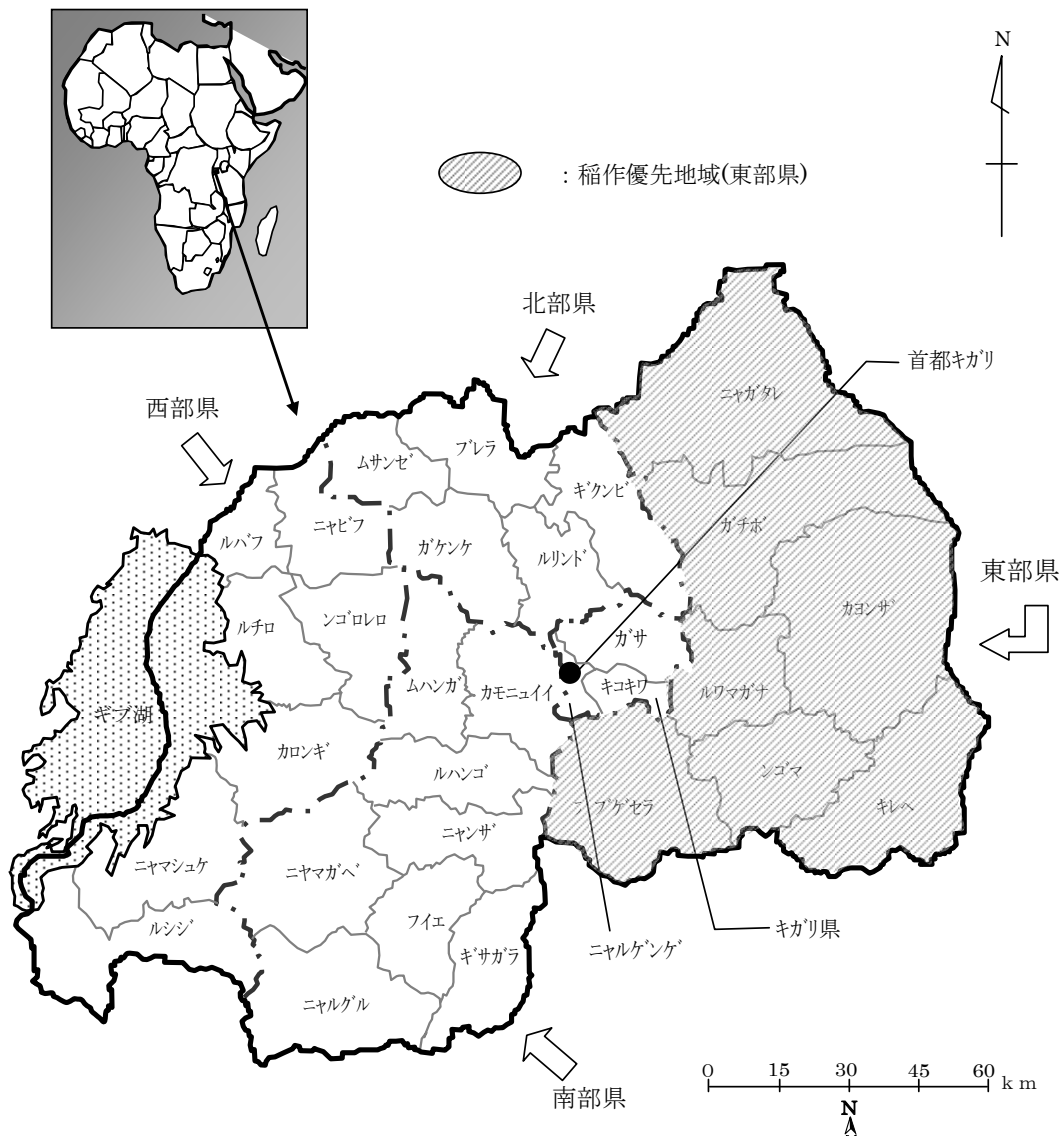 N
：稲作優先地域(東部県)
北部県
首都キガリ
西部県
ニャガタレ
ムサンゼ
ブレラ
ギクンビ
ニャビフ
ガチボ
ルバフ
ガケンケ
ルリンド
東部県
カヨンザ
ルチロ
ンゴロレロ
ガサ
ムハンガ
カモニュイイ
キコキワ
ルワマガナ
ギブ湖
カロンギ
ルハンゴ
ンゴマ
ブゲセラ
キレヘ
ニャンザ
ニヤマシェケ
ニヤマガベ
フイエ
キガリ県
ルシジ
ニャルゲンゲ
ギサガラ
ニャルグル
南部県
0 15 30 45 60 km
N